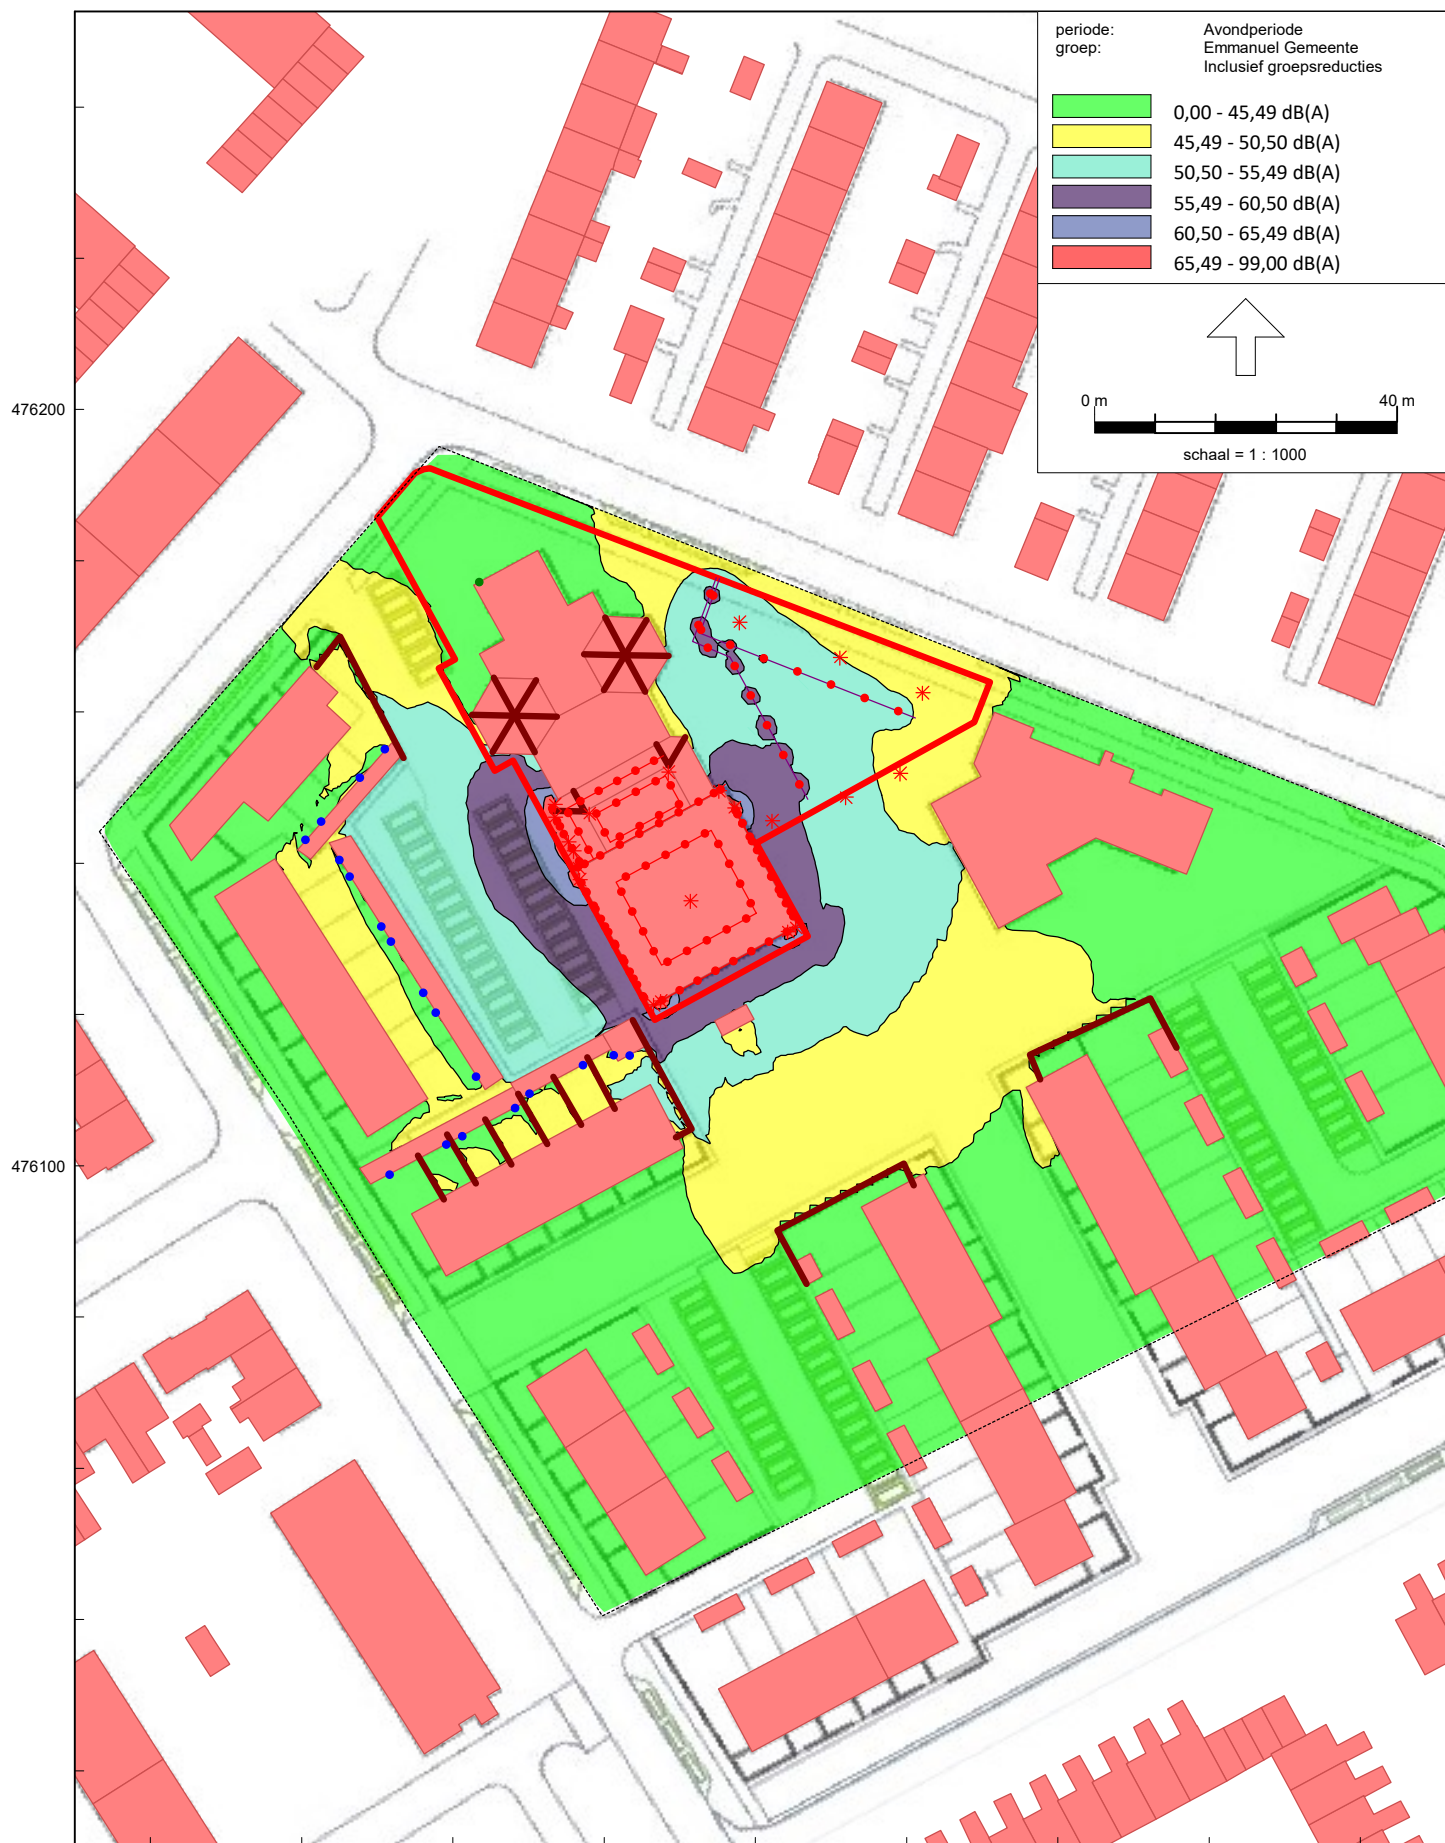 periode: Avondperiode
groep: Emmanuel Gemeente
Inclusief groepsreducties
0,00 - 45,49 dB(A)
45,49 - 50,50 dB(A)
50,50 - 55,49 dB(A)
55,49 - 60,50 dB(A)
60,50 - 65,49 dB(A)
65,49 - 99,00 dB(A)
0 m 40 m
schaal = 1 : 1000
476200
476100